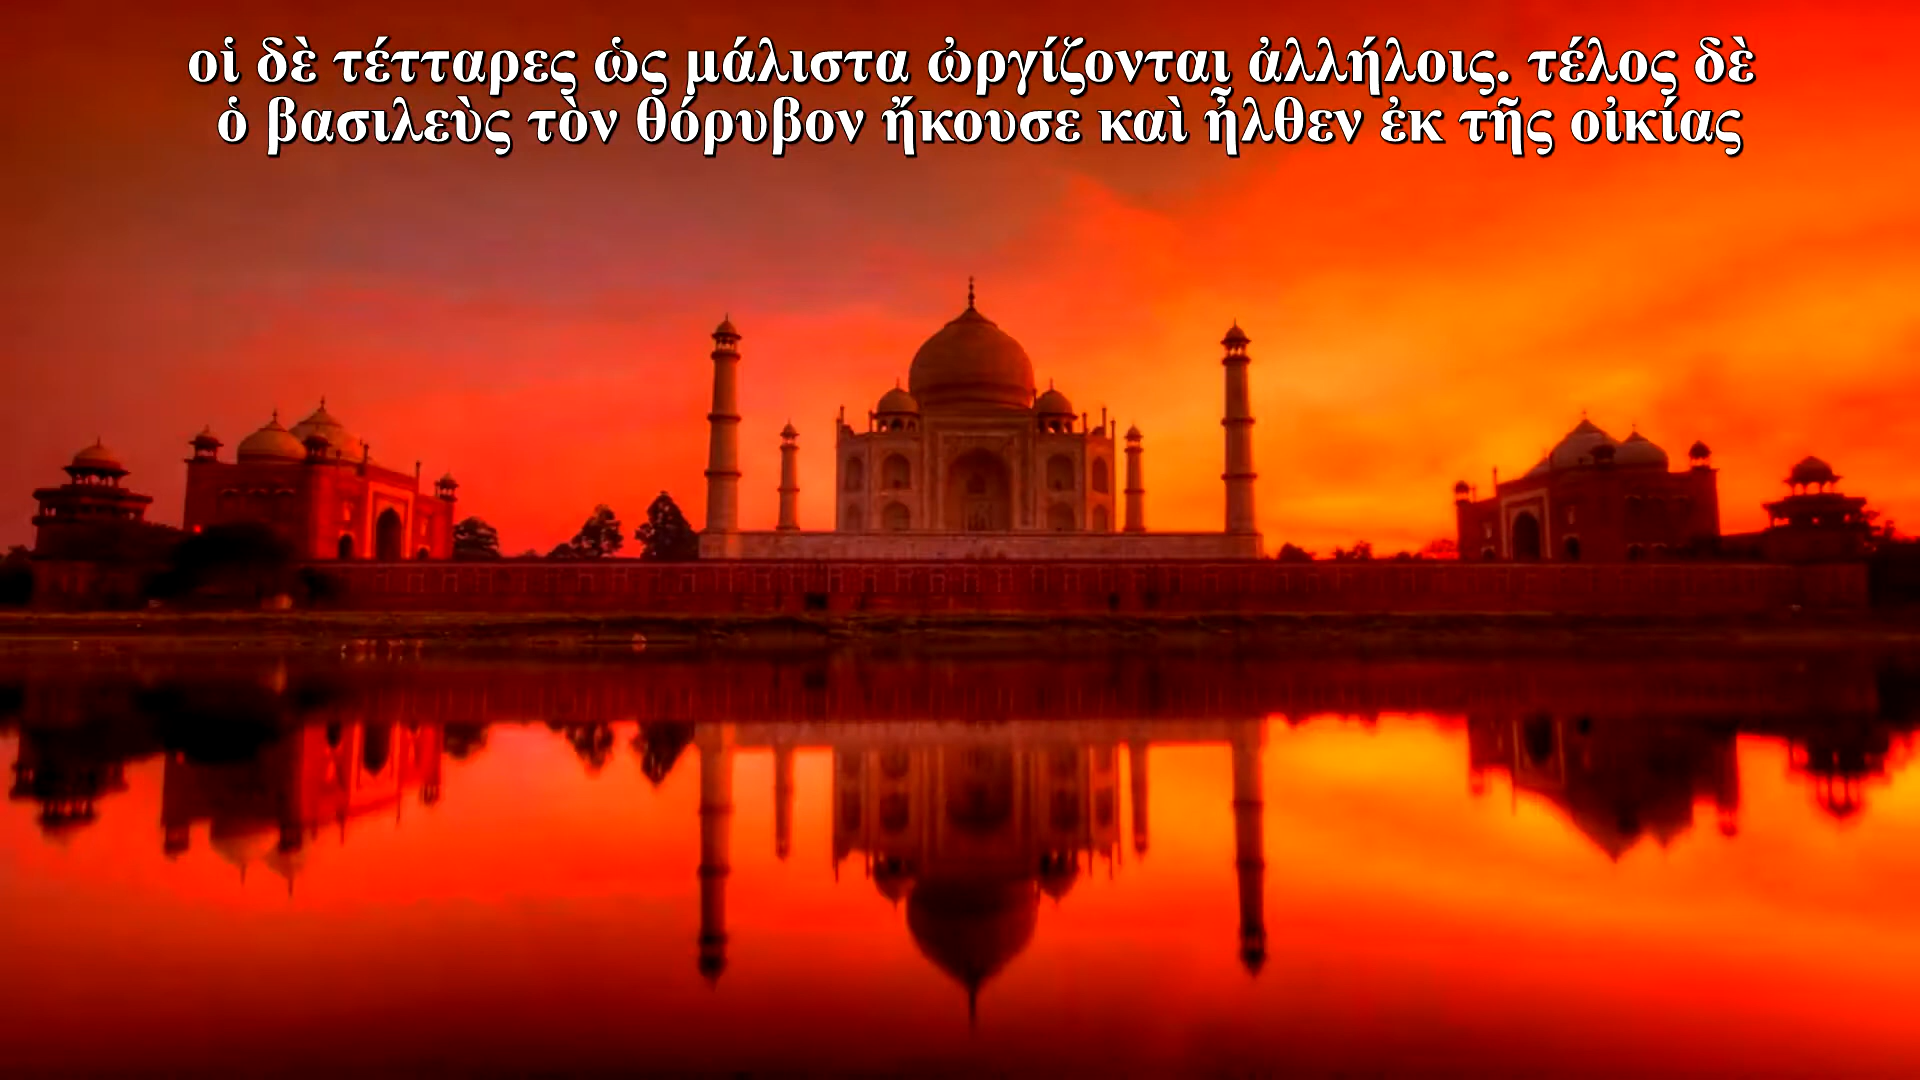 οἱ δὲ τέτταρες ὡς μάλιστα ὠργίζονται ἀλλήλοις. τέλος δὲ
ὁ βασιλεὺς τὸν θόρυβον ἤκουσε καὶ ἦλθεν ἐκ τῆς οἰκίας